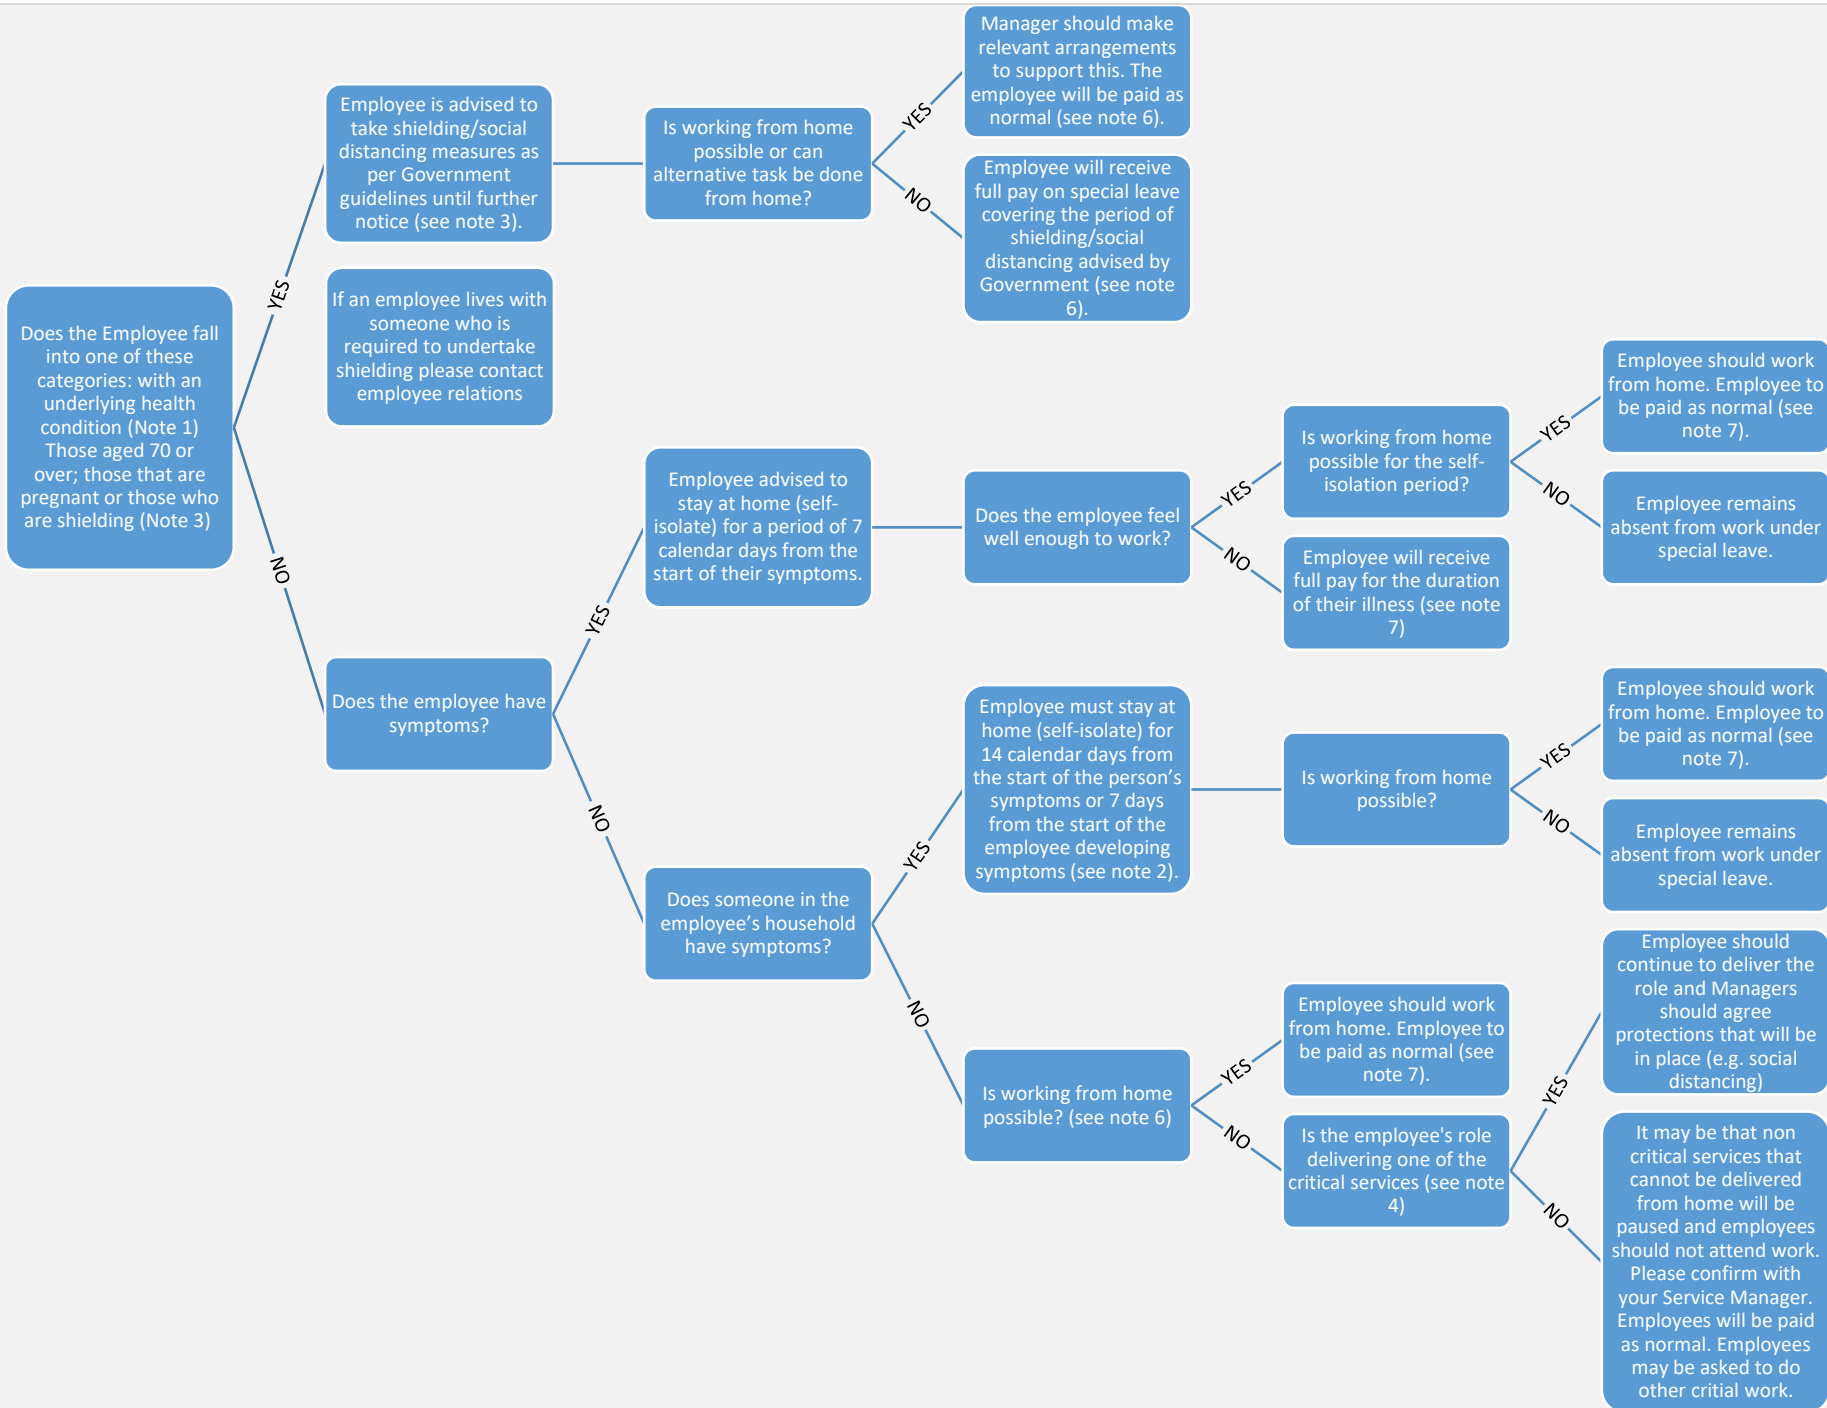 Does the Employee fall
into one of these
categories: with an
underlying health
condition (Note 1)
Those aged 70 or
over; those that are
pregnant or those who
are shielding (Note 3)
YES
NO
Employee is advised to
take shielding/social
distancing measures as
per Government
guidelines until further
notice (see note 3).
If an employee lives with
someone who is
required to undertake
shielding please contact
employee relations
Is working from home
possible or can
alternative task be done
from home?
YES
NO
Manager should make
relevant arrangements
to support this. The
employee will be paid as
normal (see note 6).
Employee will receive
full pay on special leave
covering the period of
shielding/social
distancing advised by
Government (see note
6).
Does the employee have
symptoms?
YES
NO
Employee advised to
stay at home (self-
isolate) for a period of 7
calendar days from the
start of their symptoms.
Does the employee feel
well enough to work?
YES
NO
Is working from home
possible for the self-
isolation period?
YES
NO
Employee should work
from home. Employee to
be paid as normal (see
note 7).
Employee remains
absent from work under
special leave.
Employee will receive
full pay for the duration
of their illness (see note
7)
Does someone in the
employee’s household
have symptoms?
YES
NO
Employee must stay at
home (self-isolate) for
14 calendar days from
the start of the person’s
symptoms or 7 days
from the start of the
employee developing
symptoms (see note 2).
Is working from home
possible?
YES
NO
Employee should work
from home. Employee to
be paid as normal (see
note 7).
Employee remains
absent from work under
special leave.
Is working from home
possible? (see note 6)
YES
NO
Employee should work
from home. Employee to
be paid as normal (see
note 7).
Is the employee's role
delivering one of the
critical services (see note
4)
YES
NO
Employee should
continue to deliver the
role and Managers
should agree
protections that will be
in place (e.g. social
distancing)
It may be that non
critical services that
cannot be delivered
from home will be
paused and employees
should not attend work.
Please confirm with
your Service Manager.
Employees will be paid
as normal. Employees
may be asked to do
other critial work.